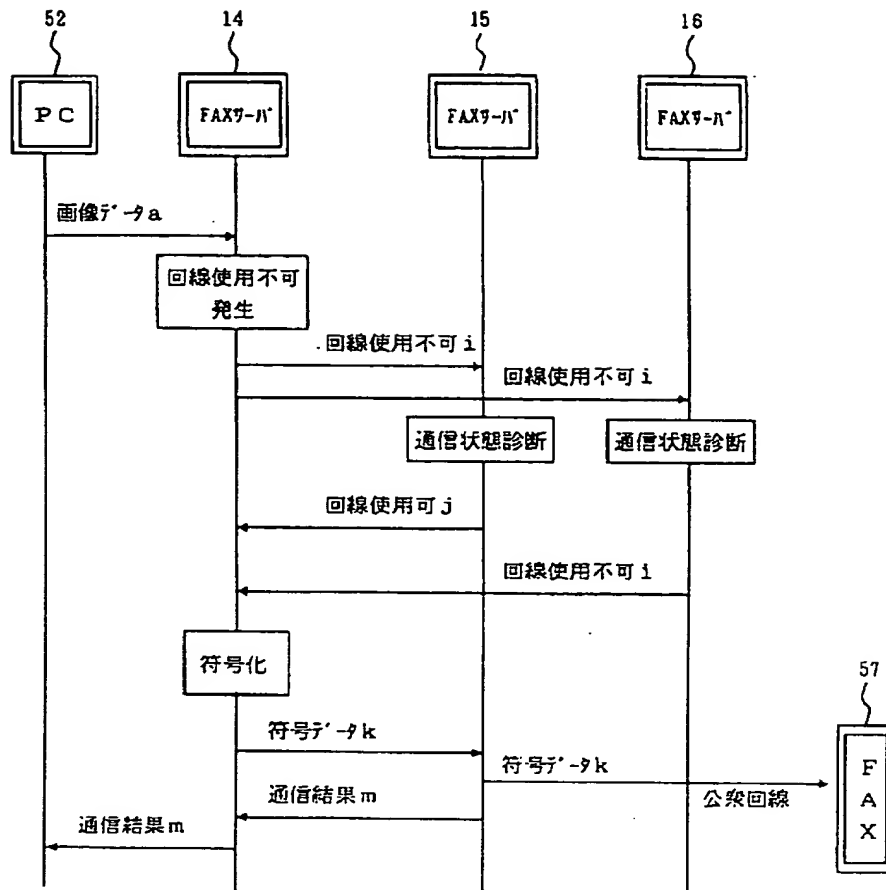 52
14
15
16
PC
FAXサーバ
FAXサーバ
FAXサーバ
画像データa
回線使用不可
発生
回線使用不可i
回線使用不可i
通信状態診断
通信状態診断
回線使用可j
回線使用不可i
符号化
57
符号データk
符号データk
公衆回線
FAX
通信結果m
通信結果m